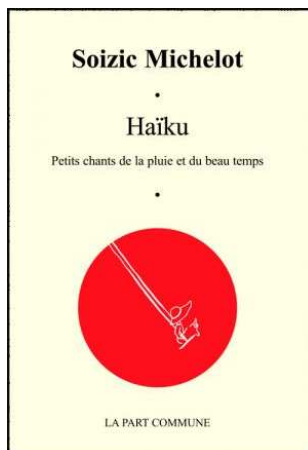 Soizic Michelot
•
Haïku
Petits chants de la pluie et du beau temps
•
LA PART COMMUNE